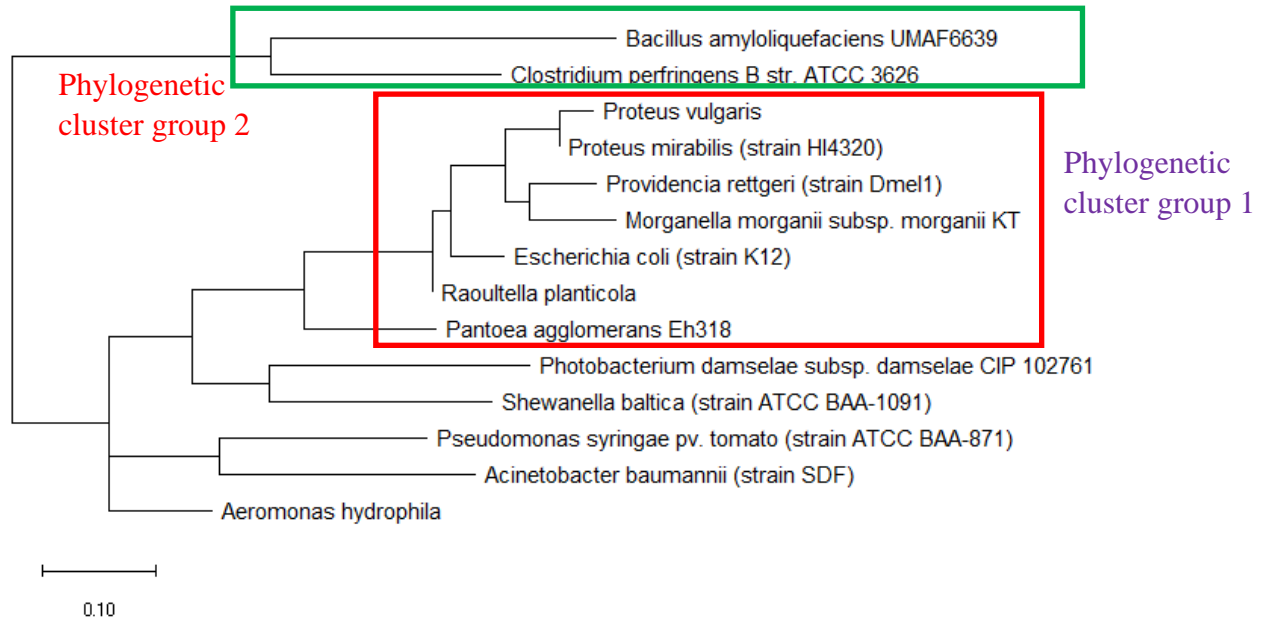 Bacillus amyloliquefaciens UMAF6639
Clostridium perfringens B str. ATCC 3626
Phylogenetic
cluster group 2
Proteus vulgaris
Proteus mirabilis (strain HI4320)
Providencia rettgeri (strain Dmel1)
Morganella morganii subsp. morganii KT
Phylogenetic
cluster group 1
Escherichia coli (strain K12)
Raoultella planticola
Pantoea agglomerans Eh318
Photobacterium damselae subsp. damselae CIP 102761
Shewanella baltica (strain ATCC BAA-1091)
Pseudomonas syringae pv. tomato (strain ATCC BAA-871)
Acinetobacter baumannii (strain SDF)
Aeromonas hydrophila
0.10